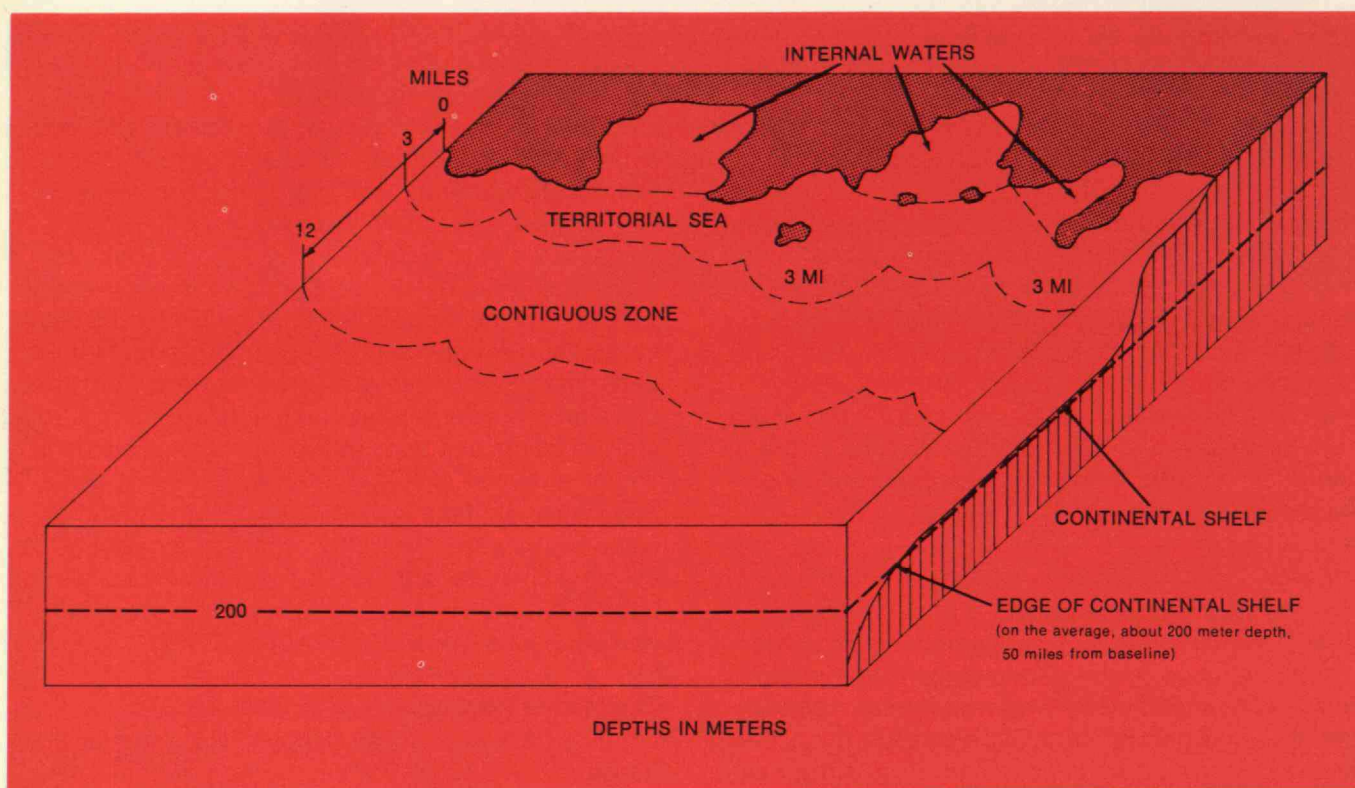 INTERNAL WATERS
MILES
0
3
12
TERRITORIAL SEA
3 MI
3 MI
CONTIGUOUS ZONE
CONTINENTAL SHELF
EDGE OF CONTINENTAL SHELF
(on the average, about 200 meter depth,
50 miles from baseline)
200
DEPTHS IN METERS